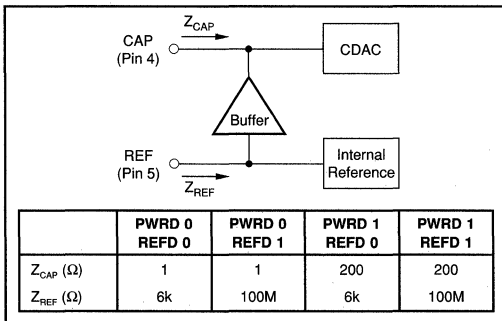 Z_CAP
CAP
(Pin 4)
CDAC
Buffer
REF
(Pin 5)
Z_REF
Internal
Reference
PWRD 0 PWRD 0 PWRD 1 PWRD 1
REFD 0 REFD 1 REFD 0 REFD 1
Z_CAP (Ω) 1 1 200 200
Z_REF (Ω) 6k 100M 6k 100M